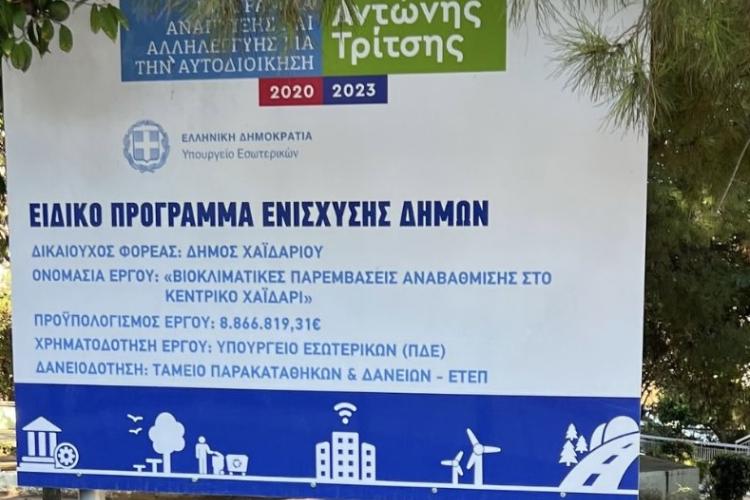 ΑΝΑΠΤΥΞΗΣ ΚΑΙ
ΑΛΛΗΛΕΓΓΥΗΣ ΓΙΑ
ΤΗΝ ΑΥΤΟΔΙΟΙΚΗΣΗ
Αντώνης
Τρίτσης
2020 2023
ΕΛΛΗΝΙΚΗ ΔΗΜΟΚΡΑΤΙΑ
Υπουργείο Εσωτερικών
ΕΙΔΙΚΟ ΠΡΟΓΡΑΜΜΑ ΕΝΙΣΧΥΣΗΣ ΔΗΜΩΝ
ΔΙΚΑΙΟΥΧΟΣ ΦΟΡΕΑΣ: ΔΗΜΟΣ ΧΑΪΔΑΡΙΟΥ
ΟΝΟΜΑΣΙΑ ΕΡΓΟΥ: «ΒΙΟΚΛΙΜΑΤΙΚΕΣ ΠΑΡΕΜΒΑΣΕΙΣ ΑΝΑΒΑΘΜΙΣΗΣ ΣΤΟ
ΚΕΝΤΡΙΚΟ ΧΑΪΔΑΡΙ»
ΠΡΟΫΠΟΛΟΓΙΣΜΟΣ ΕΡΓΟΥ: 8.866.819,31€
ΧΡΗΜΑΤΟΔΟΤΗΣΗ ΕΡΓΟΥ: ΥΠΟΥΡΓΕΙΟ ΕΣΩΤΕΡΙΚΩΝ (ΠΔΕ)
ΔΑΝΕΙΟΔΟΤΗΣΗ: ΤΑΜΕΙΟ ΠΑΡΑΚΑΤΑΘΗΚΩΝ & ΔΑΝΕΙΩΝ - ΕΤΕΠ